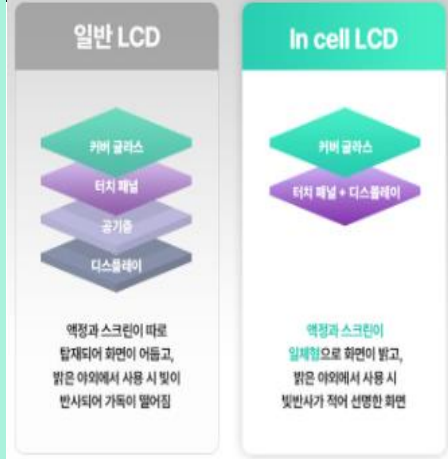 일반 LCD
커버 글라스
터치 패널
공기층
디스플레이
액정과 스크린이 따로
탑재되어 화면이 어둡고,
밝은 야외에서 사용 시 빛이
반사되어 가독이 떨어짐
In cell LCD
커버 글라스
터치 패널 + 디스플레이
액정과 스크린이
일체형으로 화면이 밝고,
밝은 야외에서 사용 시
빛반사가 적어 선명한 화면